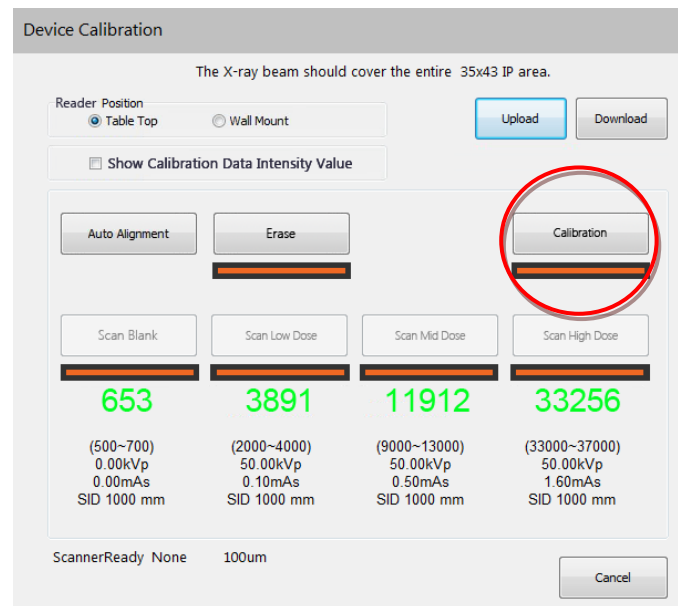 Device Calibration
The X-ray beam should cover the entire 35x43 IP area.
Reader Position
Table Top Wall Mount
Upload Download
Show Calibration Data Intensity Value
Auto Alignment Erase Calibration
Scan Blank Scan Low Dose Scan Mid Dose Scan High Dose
653 3891 11912 33256
(500~700) (2000~4000) (9000~13000) (33000~37000)
0.00kVp 50.00kVp 50.00kVp 50.00kVp
0.00mAs 0.10mAs 0.50mAs 1.60mAs
SID 1000 mm SID 1000 mm SID 1000 mm SID 1000 mm
ScannerReady None 100um
Cancel